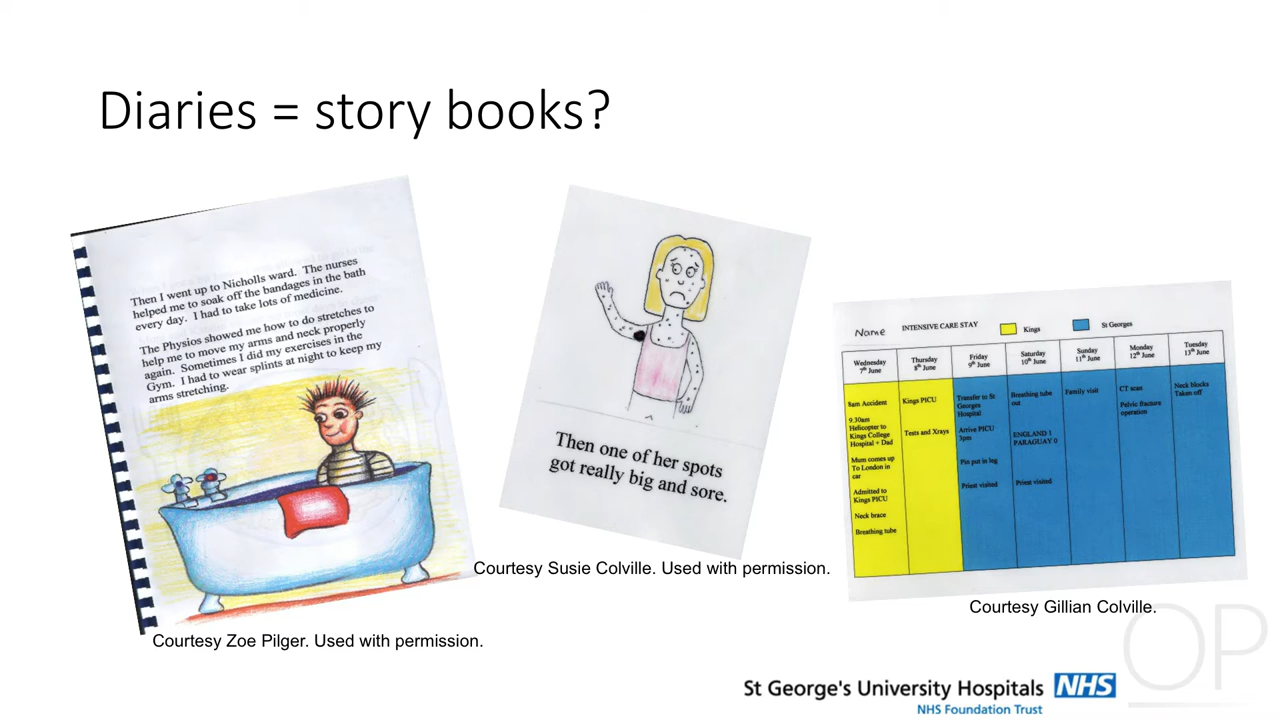 Diaries = story books?
Then I went up to Nicholls ward. The nurses
helped me to soak off the bandages in the bath
every day. I had to take lots of medicine.
The Physios showed me how to do stretches to
help me to move my arms and neck properly
again. Sometimes I did my exercises in the
Gym. I had to wear splints at night to keep my
arms stretching.
Courtesy Zoe Pilger. Used with permission.
Then one of her spots
got really big and sore.
Courtesy Susie Colville. Used with permission.
Name INTENSIVE CARE STAY Kings St Georges
Wednesday
7th June
Thursday
8th June
Friday
9th June
Saturday
10th June
Sunday
11th June
Monday
12th June
Tuesday
13th June
8am Accident
9.30am
Helicopter to
Kings College
Hospital + Dad
Mum comes up
To London in
car
Admitted to
Kings PICU
Neck brace
Breathing tube
Kings PICU
Tests and Xrays
Transfer to St
Georges
Hospital
Arrive PICU
3pm
Pin put in leg
Priest visited
Breathing tube
out
ENGLAND 1
PARAGUAY 0
Priest visited
Family visit
CT scan
Pelvic fracture
operation
Neck blocks
Taken off
Courtesy Gillian Colville.
OP
St George's University Hospitals NHS
NHS Foundation Trust